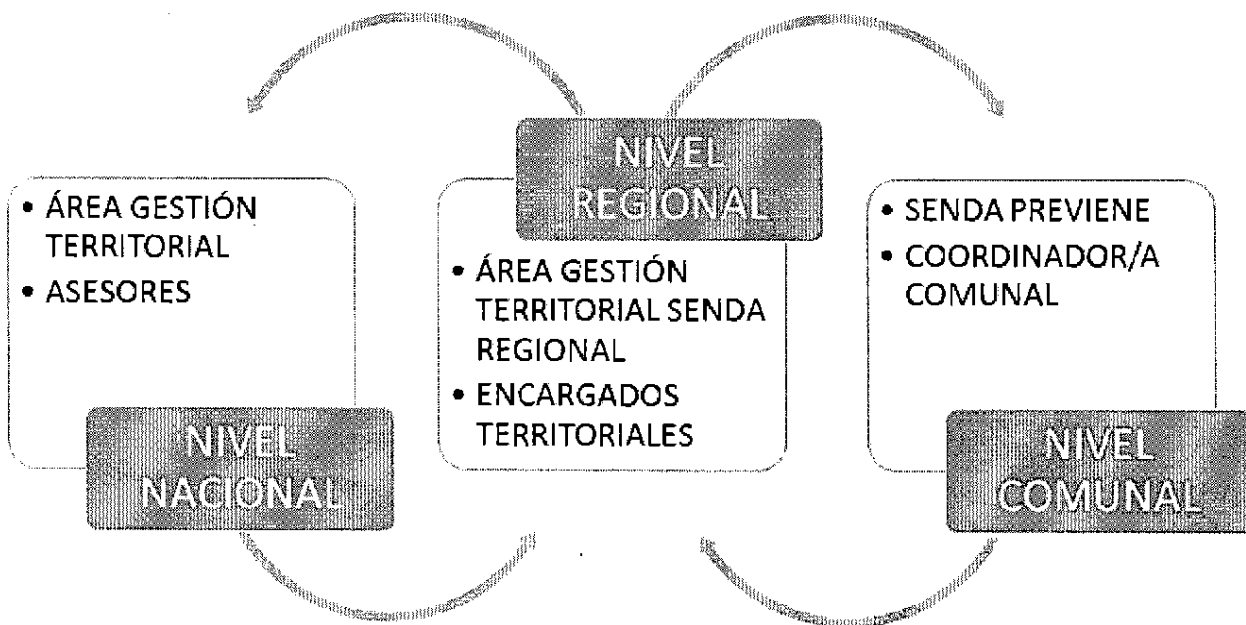 • ÁREA GESTIÓN
TERRITORIAL
• ASESORES
NIVEL
NACIONAL
NIVEL
REGIONAL
• ÁREA GESTIÓN
TERRITORIAL SENDA
REGIONAL
• ENCARGADOS
TERRITORIALES
• SENDA PREVIENE
• COORDINADOR/A
COMUNAL
NIVEL
COMUNAL